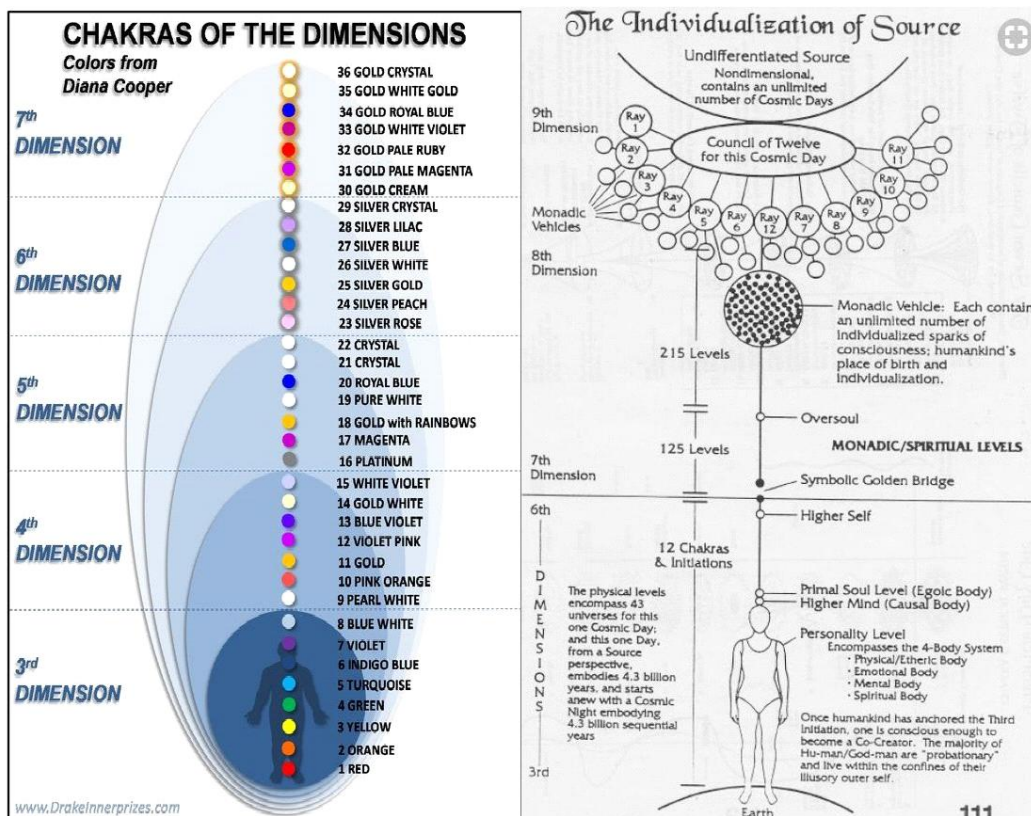 CHAKRAS OF THE DIMENSIONS
Colors from
Diana Cooper
7th
DIMENSION
36 GOLD CRYSTAL
35 GOLD WHITE GOLD
34 GOLD ROYAL BLUE
33 GOLD WHITE VIOLET
32 GOLD PALE RUBY
31 GOLD PALE MAGENTA
30 GOLD CREAM
6th
DIMENSION
29 SILVER CRYSTAL
28 SILVER LILAC
27 SILVER BLUE
26 SILVER WHITE
25 SILVER GOLD
24 SILVER PEACH
23 SILVER ROSE
5th
DIMENSION
22 CRYSTAL
21 CRYSTAL
20 ROYAL BLUE
19 PURE WHITE
18 GOLD with RAINBOWS
17 MAGENTA
16 PLATINUM
4th
DIMENSION
15 WHITE VIOLET
14 GOLD WHITE
13 BLUE VIOLET
12 VIOLET PINK
11 GOLD
10 PINK ORANGE
9 PEARL WHITE
3rd
DIMENSION
8 BLUE WHITE
7 VIOLET
6 INDIGO BLUE
5 TURQUOISE
4 GREEN
3 YELLOW
2 ORANGE
1 RED
www.DrakeInnerprizes.com
The Individualization of Source
Undifferentiated Source
Nondimensional,
contains an unlimited
number of Cosmic Days
9th
Dimension
Council of Twelve
for this Cosmic Day
Ray
1
Ray
2
Ray
3
Ray
4
Ray
5
Ray
6
Ray
12
Ray
7
Ray
8
Ray
9
Ray
10
Ray
11
Monadic
Vehicles
8th
Dimension
Monadic Vehicle: Each contain
an unlimited number of
individualized sparks of
consciousness; humankind's
place of birth and
individualization.
215 Levels
Oversoul
125 Levels
MONADIC/SPIRITUAL LEVELS
7th
Dimension
Symbolic Golden Bridge
6th
Higher Self
12 Chakras
& Initiations
DIMENSIONS
The physical levels
encompass 43
universes for this
one Cosmic Day;
and this one Day,
from a Source
perspective,
embodies 4.3 billion
years, and starts
anew with a Cosmic
Night embodying
4.3 billion sequential
years
Primal Soul Level (Egoic Body)
Higher Mind (Causal Body)
Personality Level
Encompasses the 4-Body System
• Physical/Etheric Body
• Emotional Body
• Mental Body
• Spiritual Body
Once humankind has anchored the Third
Initiation, one is conscious enough to
become a Co-Creator. The majority of
Hu-man/God-man are "probationary"
and live within the confines of their
illusory outer self.
3rd
Earth
111